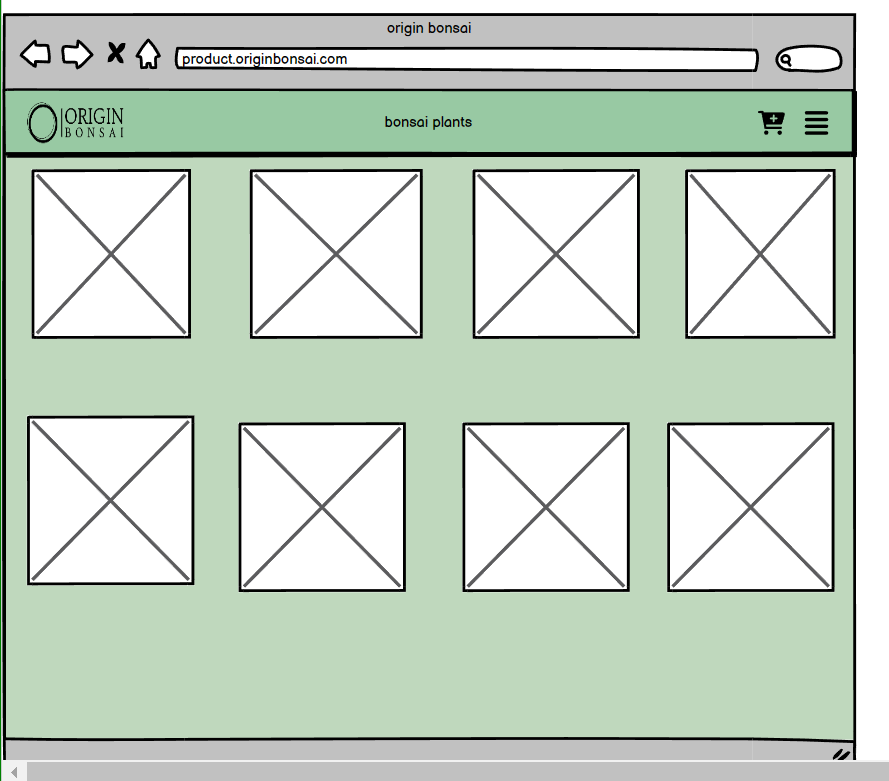 origin bonsai
product.originbonsai.com
ORIGIN
BONSAI
bonsai plants